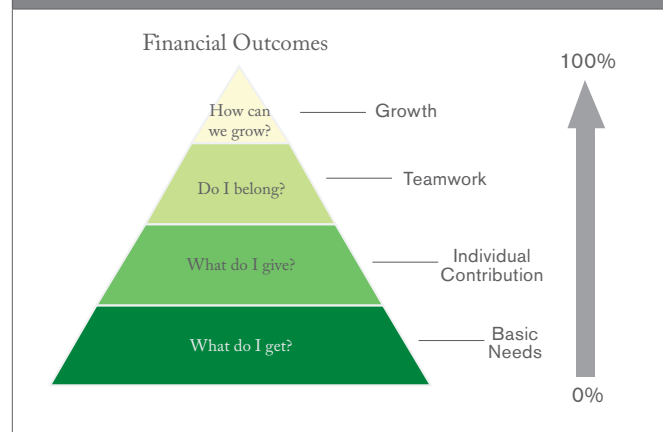 Financial Outcomes
100%
How can
we grow?
Growth
Do I belong?
Teamwork
What do I give?
Individual
Contribution
What do I get?
Basic
Needs
0%